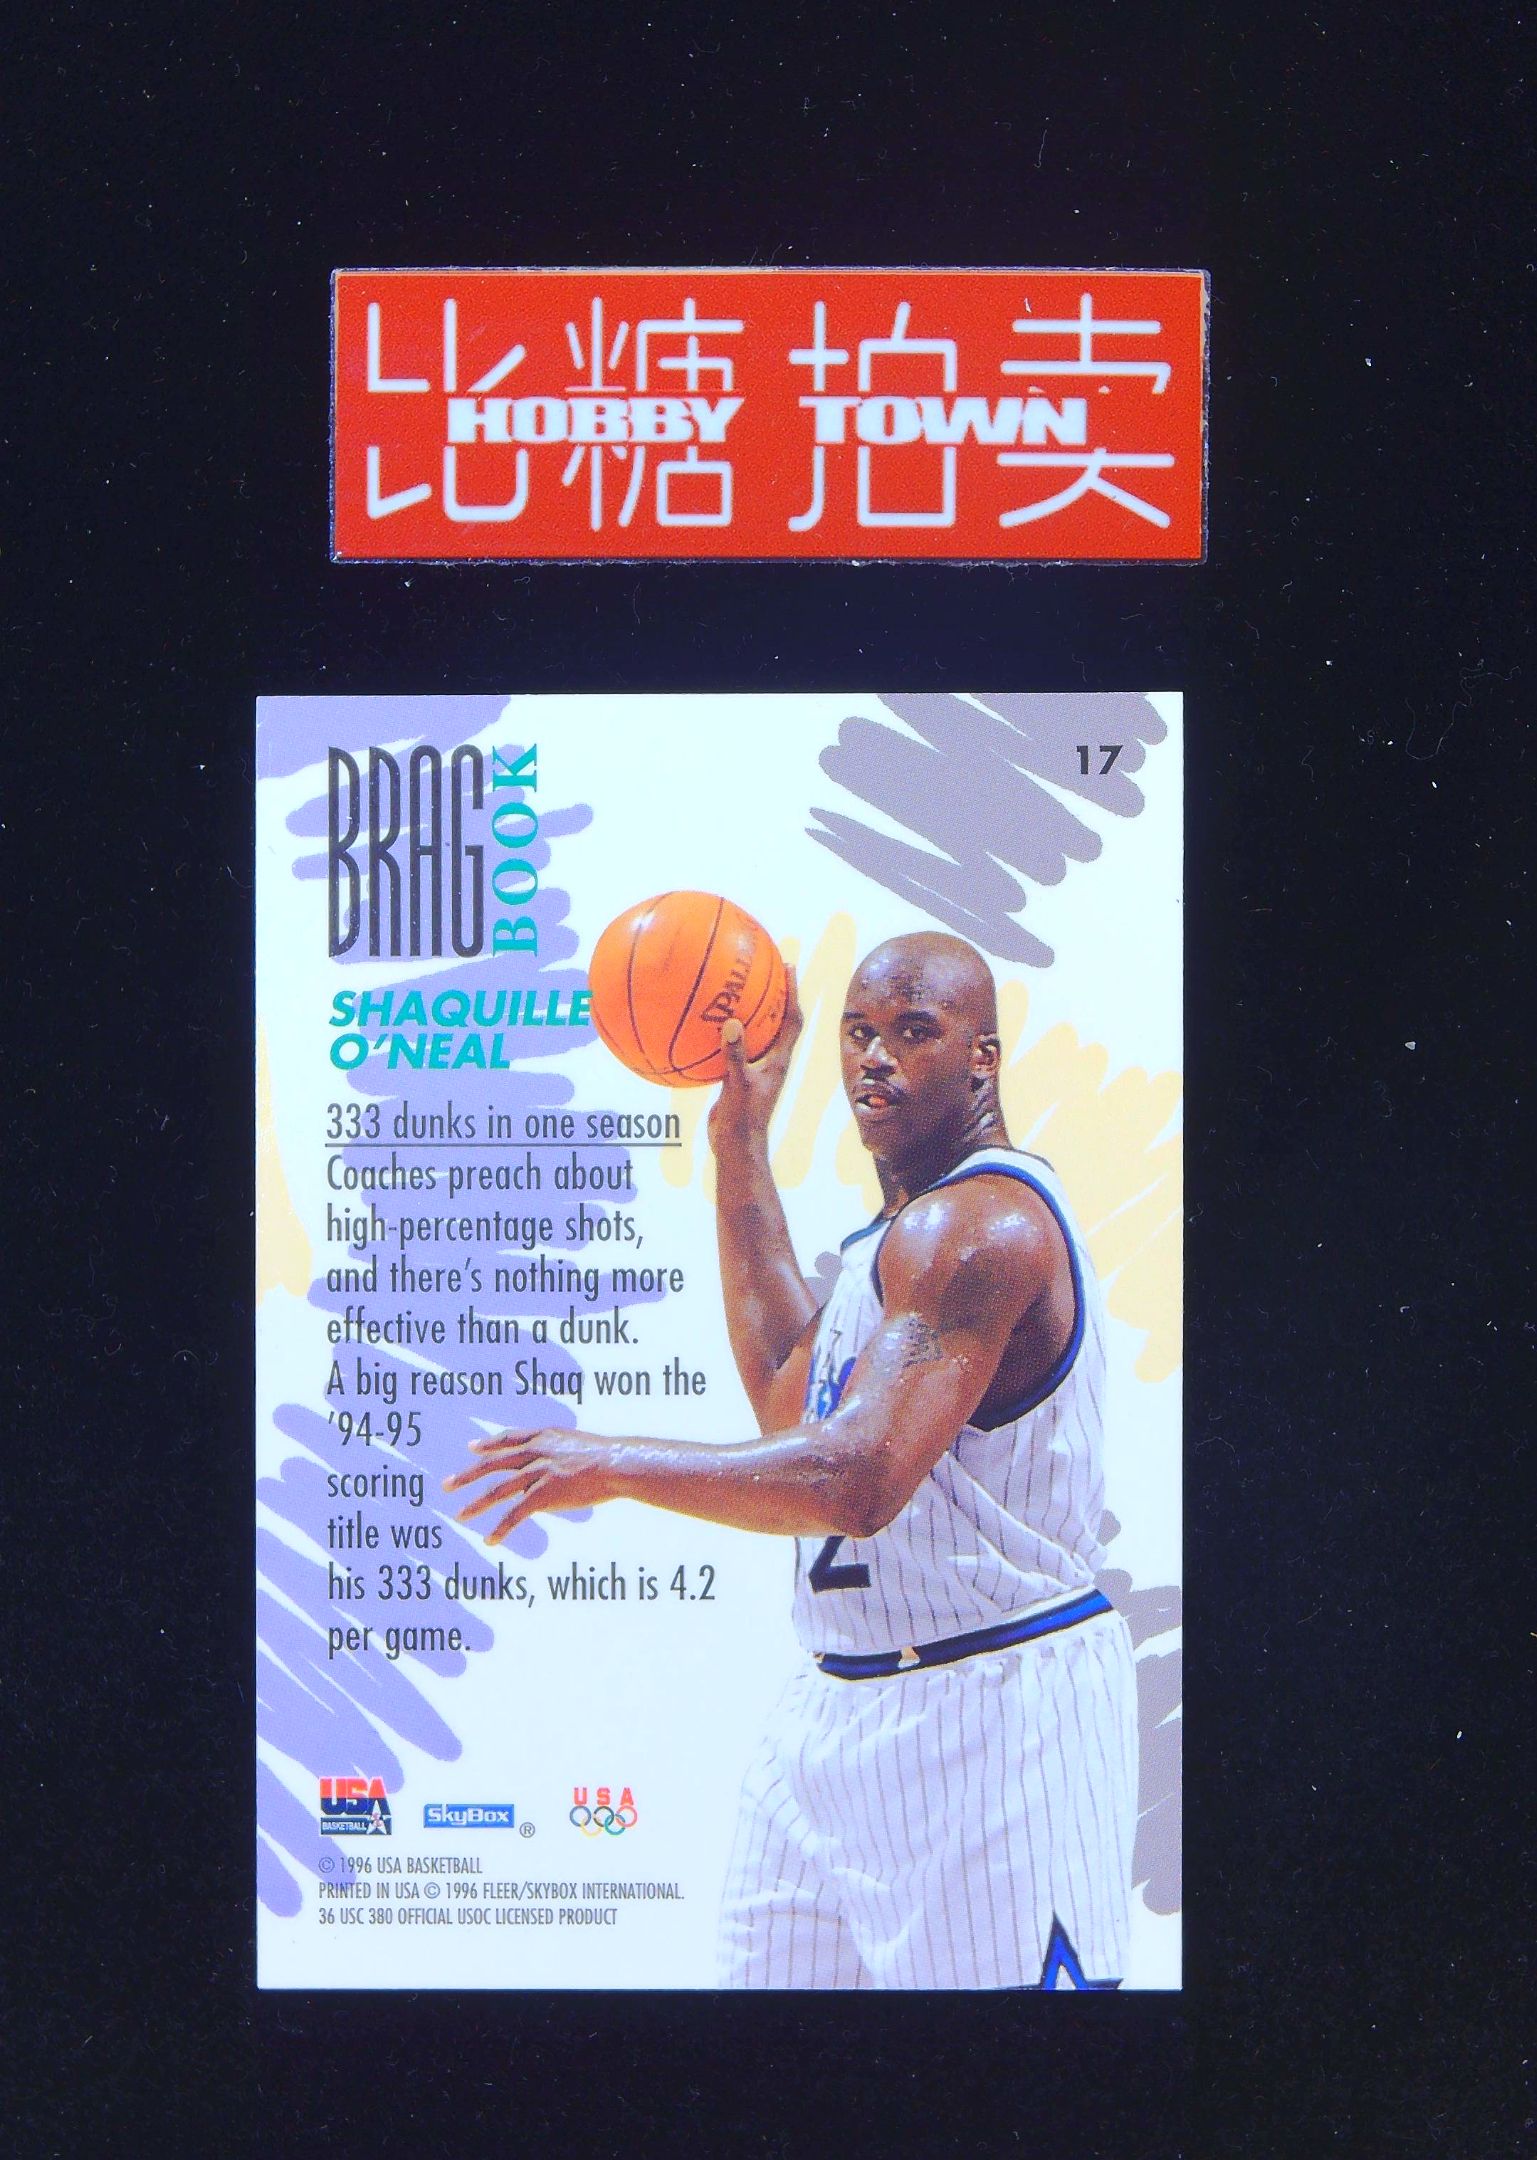 比糖拍卖
HOBBY TOWN
BRAG
BOOK
17
SPALDING
SHAQUILLE
O'NEAL
333 dunks in one season
Coaches preach about
high-percentage shots,
and there's nothing more
effective than a dunk.
A big reason Shaq won the
'94-95
scoring
title was
his 333 dunks, which is 4.2
per game.
2
USA
BASKETBALL
SkyBox ®
USA
© 1996 USA BASKETBALL
PRINTED IN USA © 1996 FLEER/SKYBOX INTERNATIONAL.
36 USC 380 OFFICIAL USOC LICENSED PRODUCT